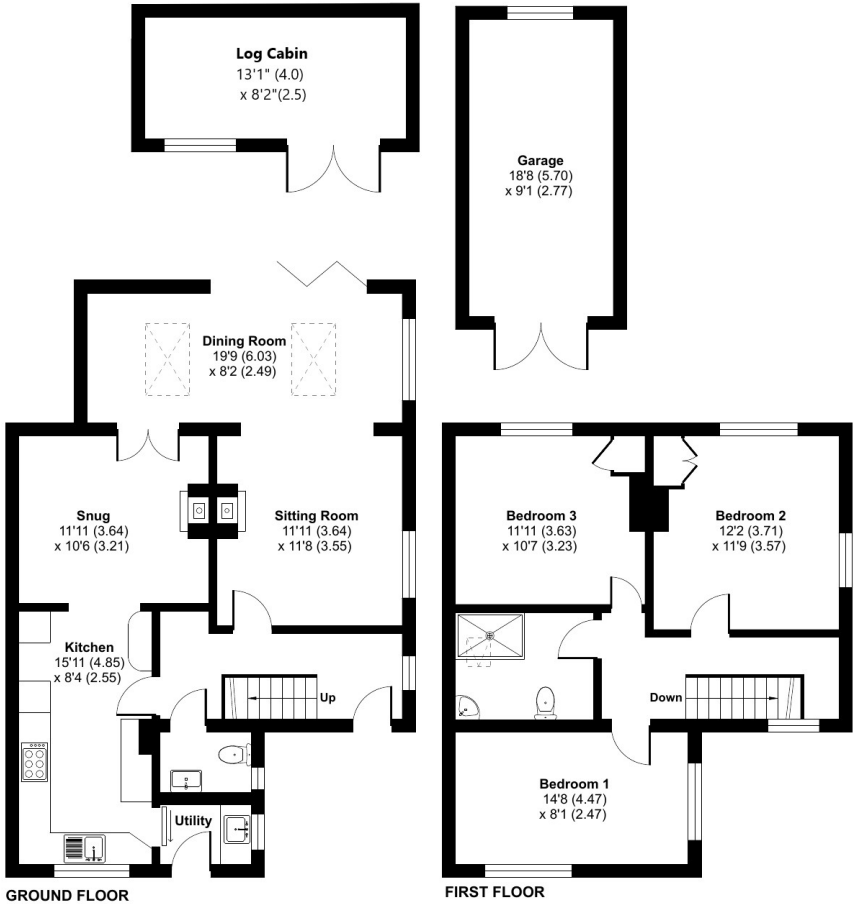 Log Cabin
13'1" (4.0)
x 8'2"(2.5)
Garage
18'8 (5.70)
x 9'1 (2.77)
Dining Room
19'9 (6.03)
x 8'2 (2.49)
Snug
11'11 (3.64)
x 10'6 (3.21)
Sitting Room
11'11 (3.64)
x 11'8 (3.55)
Bedroom 3
11'11 (3.63)
x 10'7 (3.23)
Bedroom 2
12'2 (3.71)
x 11'9 (3.57)
Kitchen
15'11 (4.85)
x 8'4 (2.55)
Up
Down
Utility
Bedroom 1
14'8 (4.47)
x 8'1 (2.47)
GROUND FLOOR
FIRST FLOOR